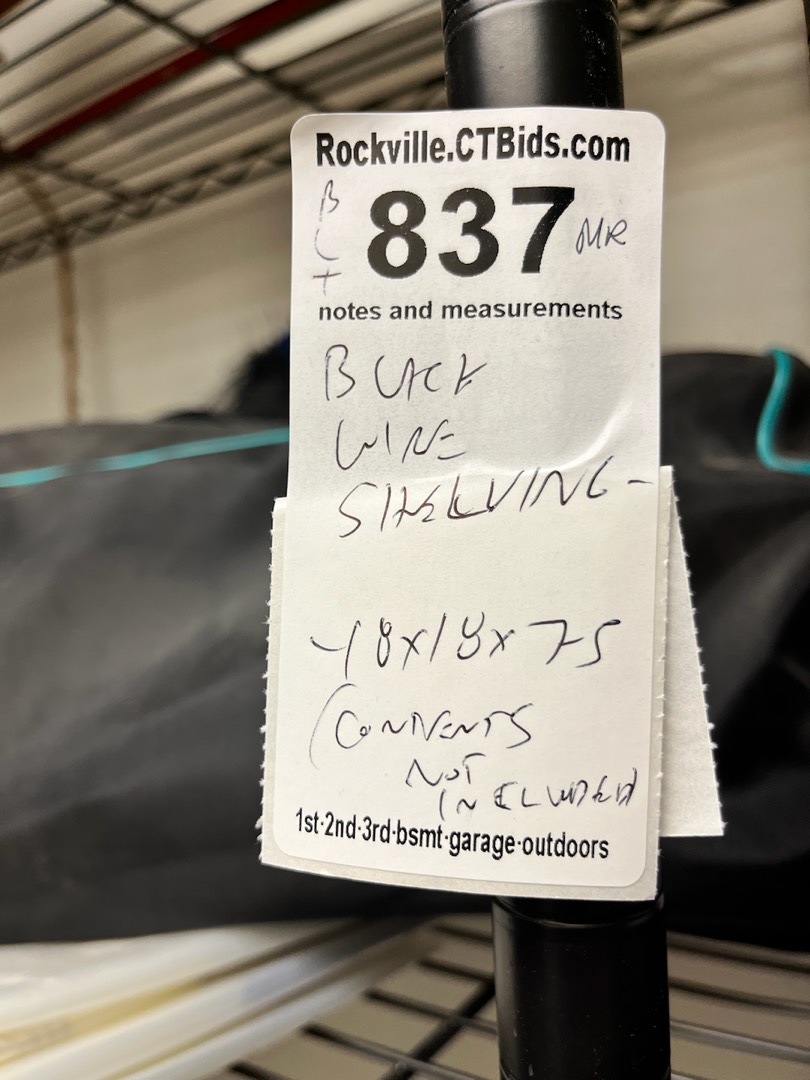 Rockville.CTBids.com
BLT 837 MR
notes and measurements
BLACK
WIRE
SHELVING-
48x18x75
(CONTENTS
NOT
INCLUDED
1st·2nd·3rd·bsmt·garage·outdoors